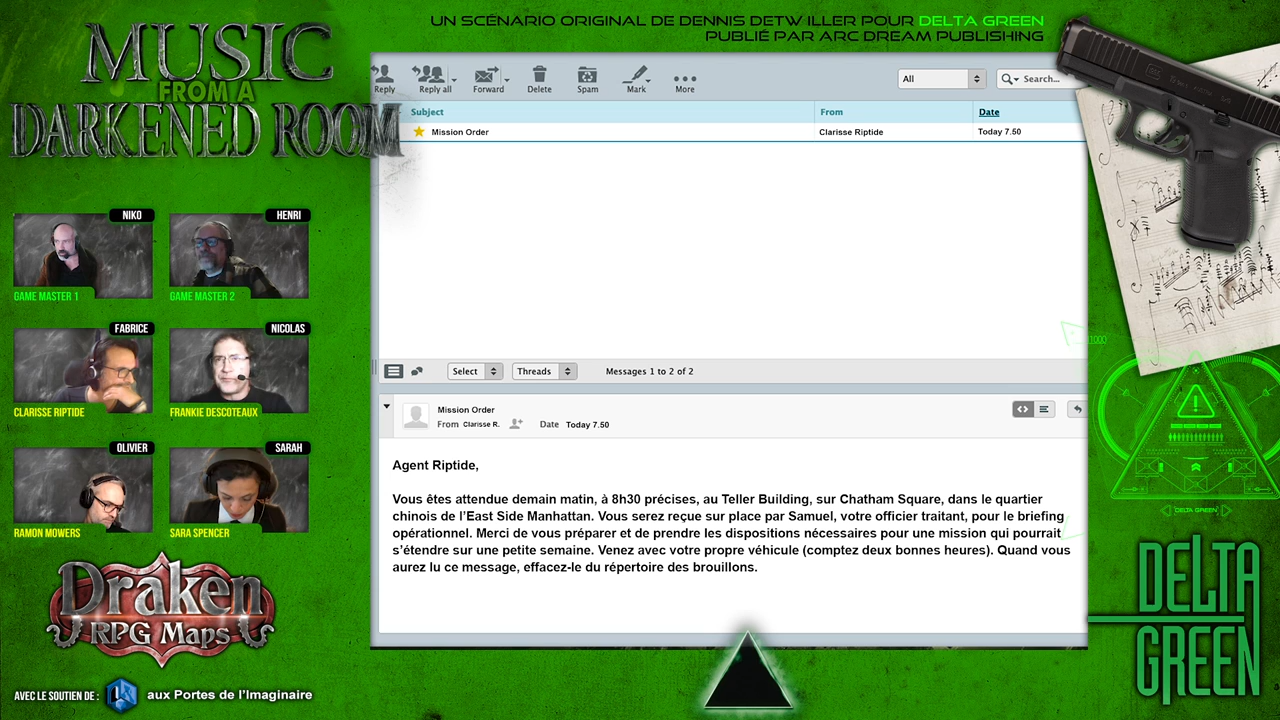 UN SCÉNARIO ORIGINAL DE DENNIS DETWILLER POUR DELTA GREEN
PUBLIÉ PAR ARC DREAM PUBLISHING
MUSIC
FROM A
DARKENED ROOM
Reply
Reply all
Forward
Delete
Spam
Mark
More
All
Search...
Subject
From
Date
Mission Order
Clarisse Riptide
Today 7.50
NIKO
GAME MASTER 1
HENRI
GAME MASTER 2
FABRICE
CLARISSE RIPTIDE
NICOLAS
FRANKIE DESCOTEAUX
OLIVIER
RAMON MOWERS
SARAH
SARA SPENCER
Select
Threads
Messages 1 to 2 of 2
Mission Order
From Clarisse R.
Date Today 7.50
Agent Riptide,
Vous êtes attendue demain matin, à 8h30 précises, au Teller Building, sur Chatham Square, dans le quartier
chinois de l'East Side Manhattan. Vous serez reçue sur place par Samuel, votre officier traitant, pour le briefing
opérationnel. Merci de vous préparer et de prendre les dispositions nécessaires pour une mission qui pourrait
s'étendre sur une petite semaine. Venez avec votre propre véhicule (comptez deux bonnes heures). Quand vous
aurez lu ce message, effacez-le du répertoire des brouillons.
1000
DELTA GREEN
DELTA
GREEN
Draken
RPG Maps
AVEC LE SOUTIEN DE :
aux Portes de l'Imaginaire